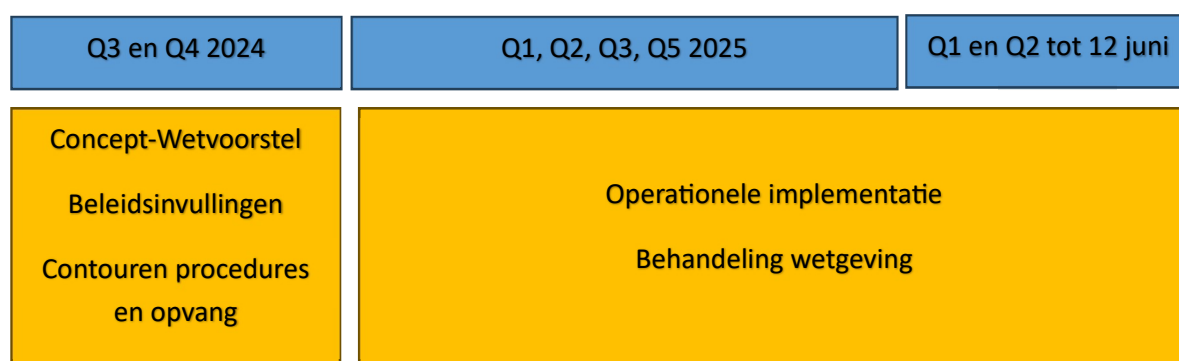 Q3 en Q4 2024
Q1, Q2, Q3, Q5 2025
Q1 en Q2 tot 12 juni
Concept-Wetvoorstel
Beleidsinvullingen
Contouren procedures
en opvang
Operationele implementatie
Behandeling wetgeving